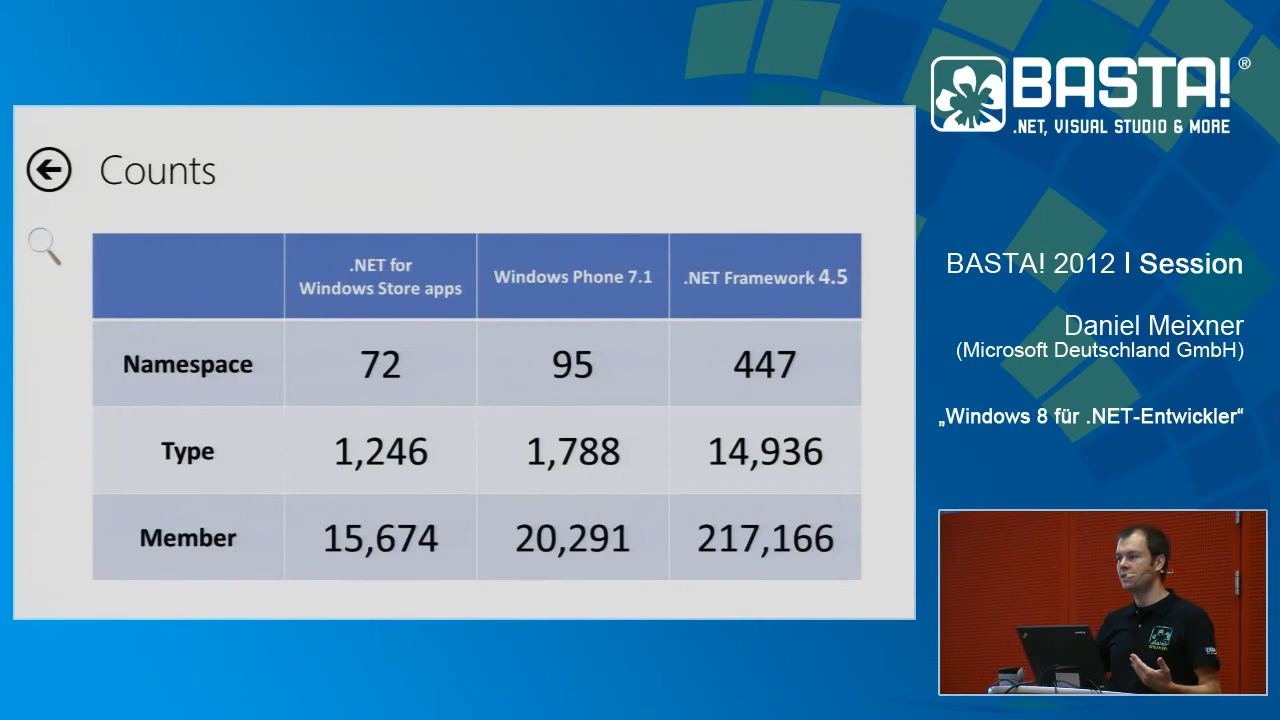 BASTA!®
.NET, VISUAL STUDIO & MORE
Counts
.NET for
Windows Store apps
Windows Phone 7.1
.NET Framework 4.5
Namespace
72
95
447
Type
1,246
1,788
14,936
Member
15,674
20,291
217,166
BASTA! 2012 I Session
Daniel Meixner
(Microsoft Deutschland GmbH)
„Windows 8 für .NET-Entwickler“